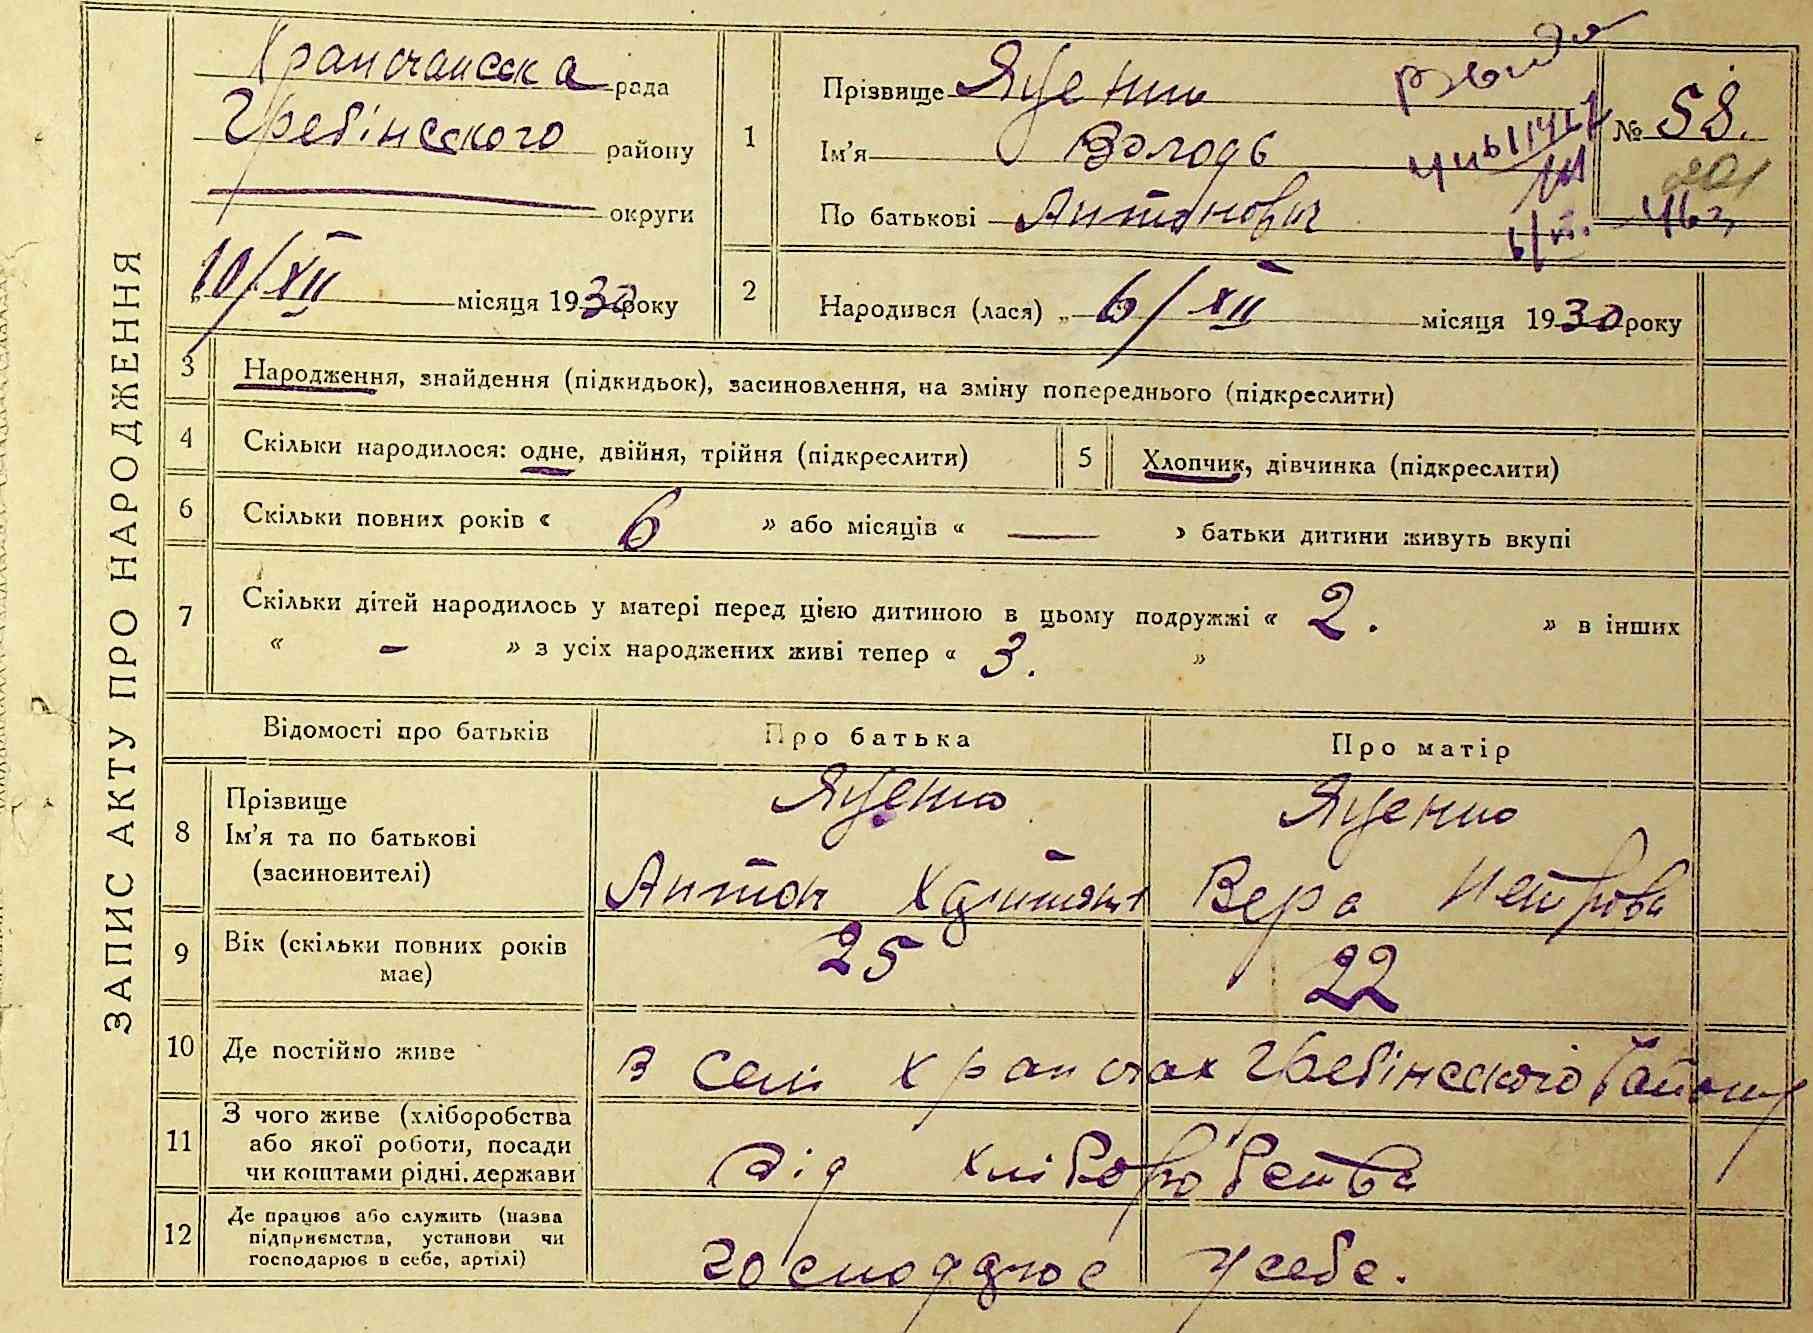 ЗАПИС АКТУ ПРО НАРОДЖЕННЯ
рада
Гребінського району
округи
10/XII місяця 1930 року
1
Прізвище Яценко
Ім'я Володь
По батькові Антонович
№ 58.
201
2
Народився (лася) „ 6/XII місяця 1930 року
3
Народження, знайдення (підкидьок), засиновлення, на зміну попереднього (підкреслити)
4
Скільки народилося: одне, двійня, трійня (підкреслити)
5
Хлопчик, дівчинка (підкреслити)
6
Скільки повних років « 6 » або місяців « — » батьки дитини живуть вкупі
7
Скільки дітей народилось у матері перед цією дитиною в цьому подружжі « 2. » в інших
« - » з усіх народжених живі тепер « 3. »
Відомості про батьків
Про батька
Про матір
8
Прізвище
Ім'я та по батькові
(засиновителі)
Яценко
Антон
Яценко
Вера Петровa
9
Вік (скільки повних років
має)
25
22
10
Де постійно живе
в селі Гребінського району
11
З чого живе (хліборобства
або якої роботи, посади
чи коштами рідні, держави
від хліборобства
12
Де працює або служить (назва
підприємства, установи чи
господарює в себе, артілі)
у себе.